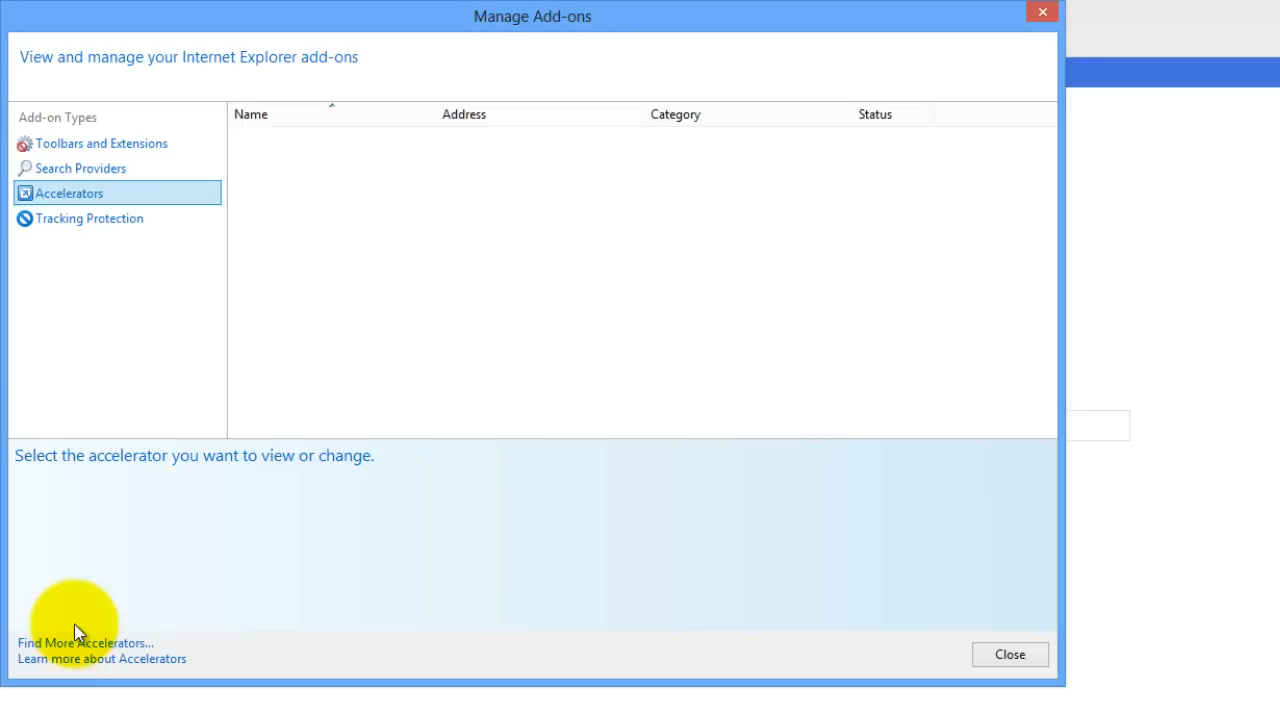 Manage Add-ons
View and manage your Internet Explorer add-ons
Add-on Types
Toolbars and Extensions
Search Providers
Accelerators
Tracking Protection
Name Address Category Status
Select the accelerator you want to view or change.
Find More Accelerators...
Learn more about Accelerators
Close